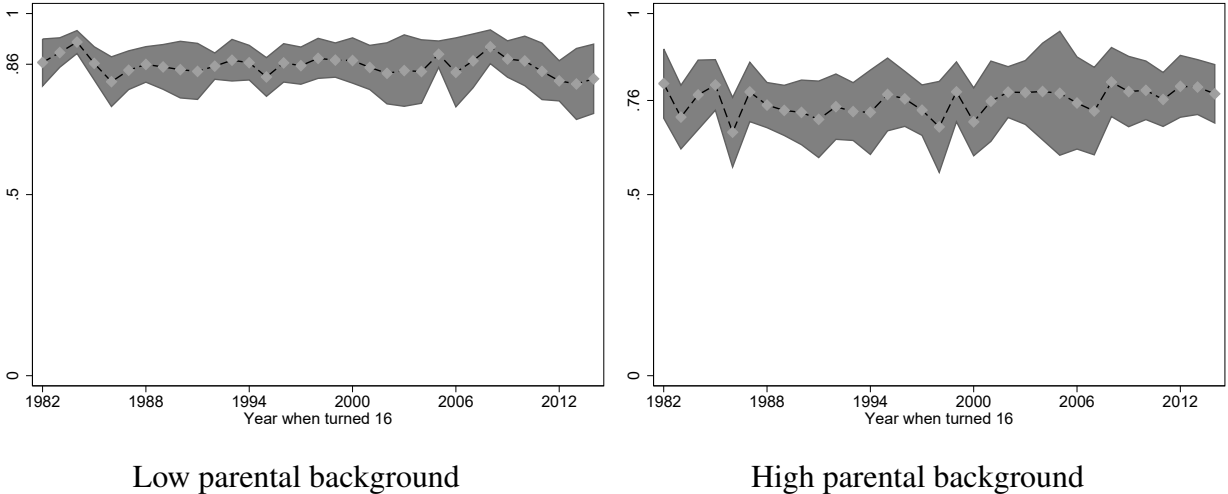 1
.86
.5
0
1982 1988 1994 2000 2006 2012
Year when turned 16
Low parental background
1
.76
.5
0
1982 1988 1994 2000 2006 2012
Year when turned 16
High parental background